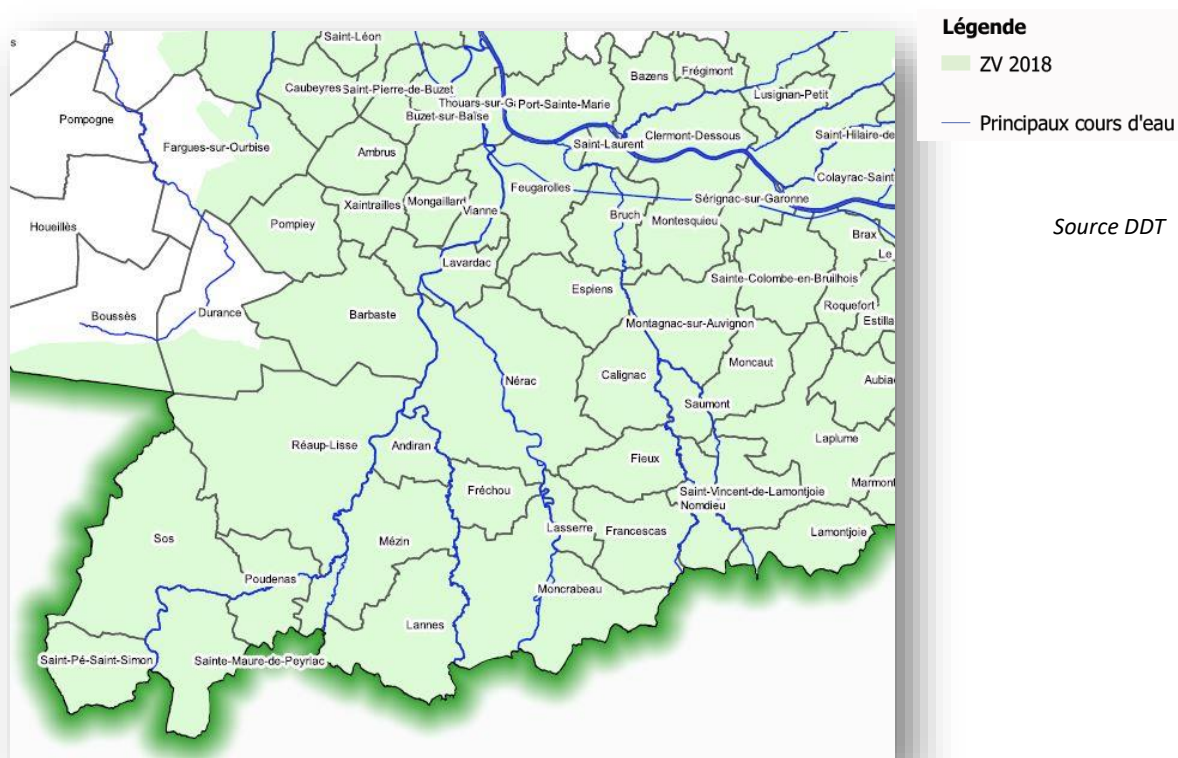 Légende
ZV 2018
Principaux cours d'eau
Source DDT
s
Saint-Léon
Bazens
Frégimont
Caubeyres
Saint-Pierre-de-Buzet
Lusignan-Petit
Thouars-sur-G
Port-Sainte-Marie
Buzet-sur-Baïse
Pompogne
Clermont-Dessous
Saint-Hilaire-de
Saint-Laurent
Fargues-sur-Ourbise
Ambrus
Colayrac-Saint
Feugarolles
Sérignac-sur-Garonne
Xaintrailles
Mongaillard
Vianne
Bruch
Montesquieu
Pompiey
Houeillès
Brax
Le
Lavardac
Sainte-Colombe-en-Bruilhois
Espiens
Roquefort
Boussès
Durance
Barbaste
Estilla
Montagnac-sur-Auvignon
Moncaut
Nérac
Calignac
Aubia
Saumont
Laplume
Réaup-Lisse
Andiran
Fieux
Marmont
Fréchou
Saint-Vincent-de-Lamontjoie
Nomdieu
Lasserre
Francescas
Lamontjoie
Sos
Mézin
Poudenas
Moncrabeau
Lannes
Saint-Pé-Saint-Simon
Sainte-Maure-de-Peyriac